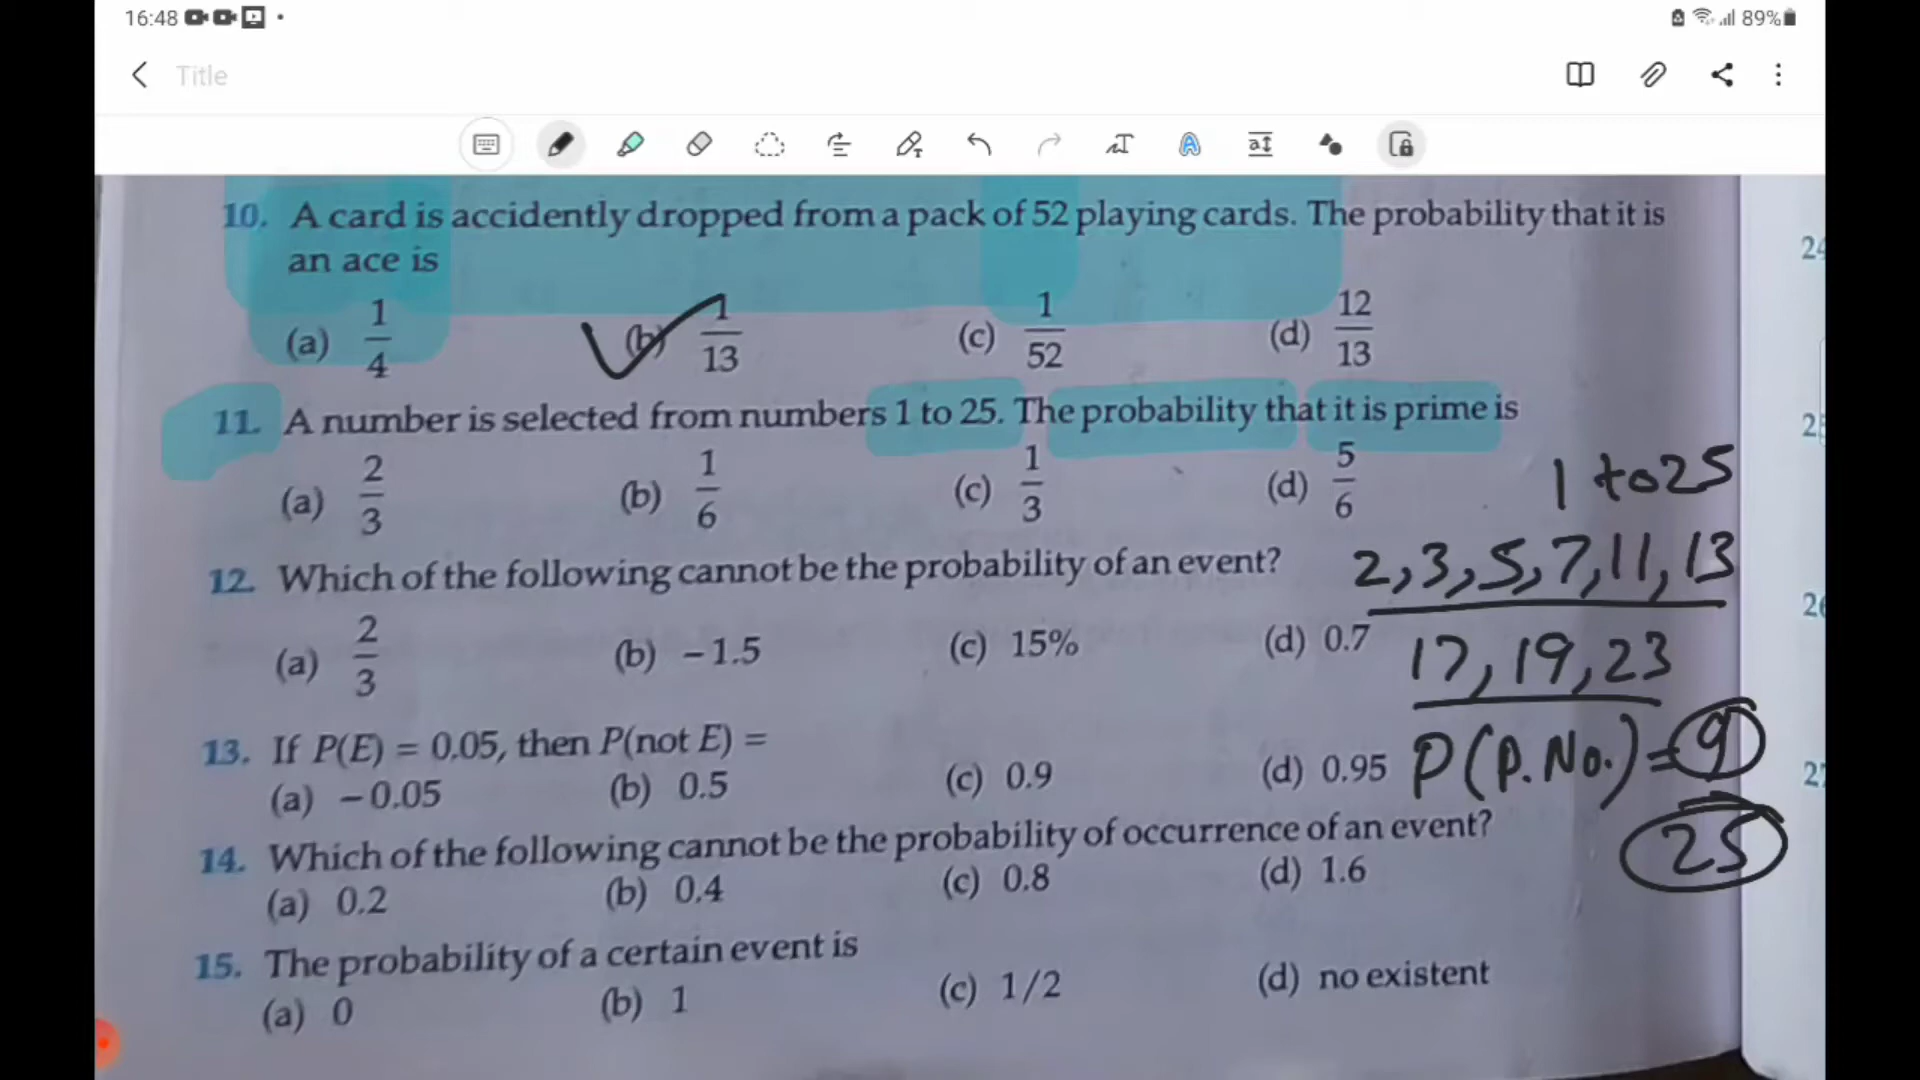 16:48
89%
Title
10. A card is accidently dropped from a pack of 52 playing cards. The probability that it is
an ace is
(a) 1/4 (b) 1/13 (c) 1/52 (d) 12/13
11. A number is selected from numbers 1 to 25. The probability that it is prime is
(a) 2/3 (b) 1/6 (c) 1/3 (d) 5/6
1 to 25
12. Which of the following cannot be the probability of an event?
2,3,5,7,11,13
(a) 2/3 (b) -1.5 (c) 15% (d) 0.7
17,19,23
13. If P(E) = 0.05, then P(not E) =
(a) -0.05 (b) 0.5 (c) 0.9 (d) 0.95
P(P.No.)=9
25
14. Which of the following cannot be the probability of occurrence of an event?
(a) 0.2 (b) 0.4 (c) 0.8 (d) 1.6
15. The probability of a certain event is
(a) 0 (b) 1 (c) 1/2 (d) no existent
24